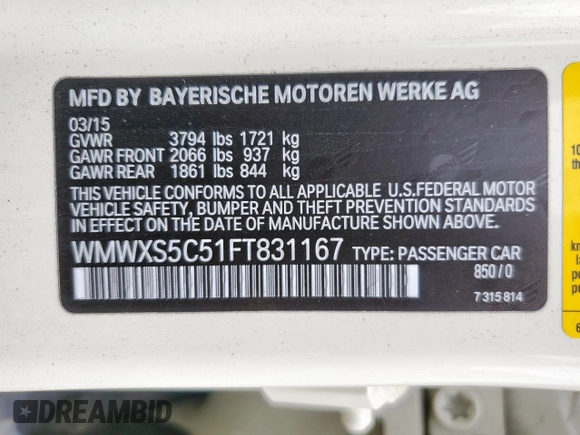 MFD BY BAYERISCHE MOTOREN WERKE AG
03/15
GVWR 3794 lbs 1721 kg
GAWR FRONT 2066 lbs 937 kg
GAWR REAR 1861 lbs 844 kg
THIS VEHICLE CONFORMS TO ALL APPLICABLE U.S.FEDERAL MOTOR
VEHICLE SAFETY, BUMPER AND THEFT PREVENTION STANDARDS
IN EFFECT ON THE DATE OF MANUFACTURE SHOWN ABOVE.
WMWXS5C51FT831167 TYPE: PASSENGER CAR
850/0
7 315 814
DREAMBID